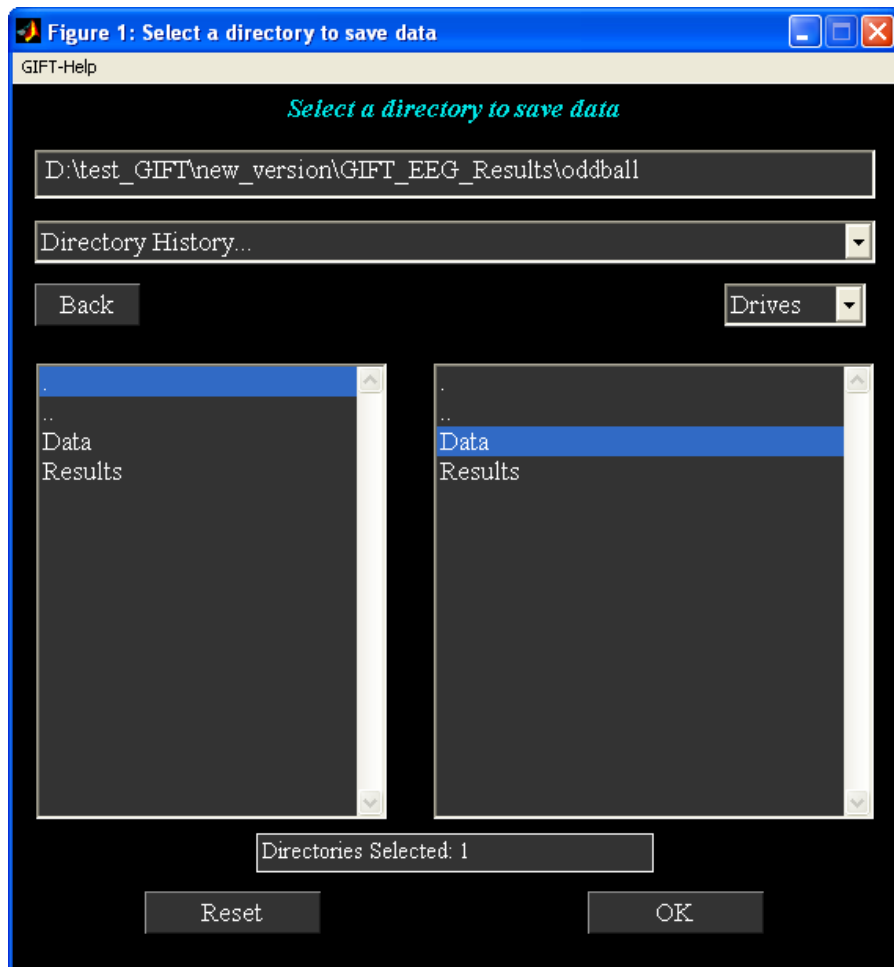 Figure 1: Select a directory to save data
GIFT-Help
Select a directory to save data
D:\test_GIFT\new_version\GIFT_EEG_Results\oddball
Directory History...
Back
Drives
.
..
Data
Results
.
..
Data
Results
Directories Selected: 1
Reset
OK